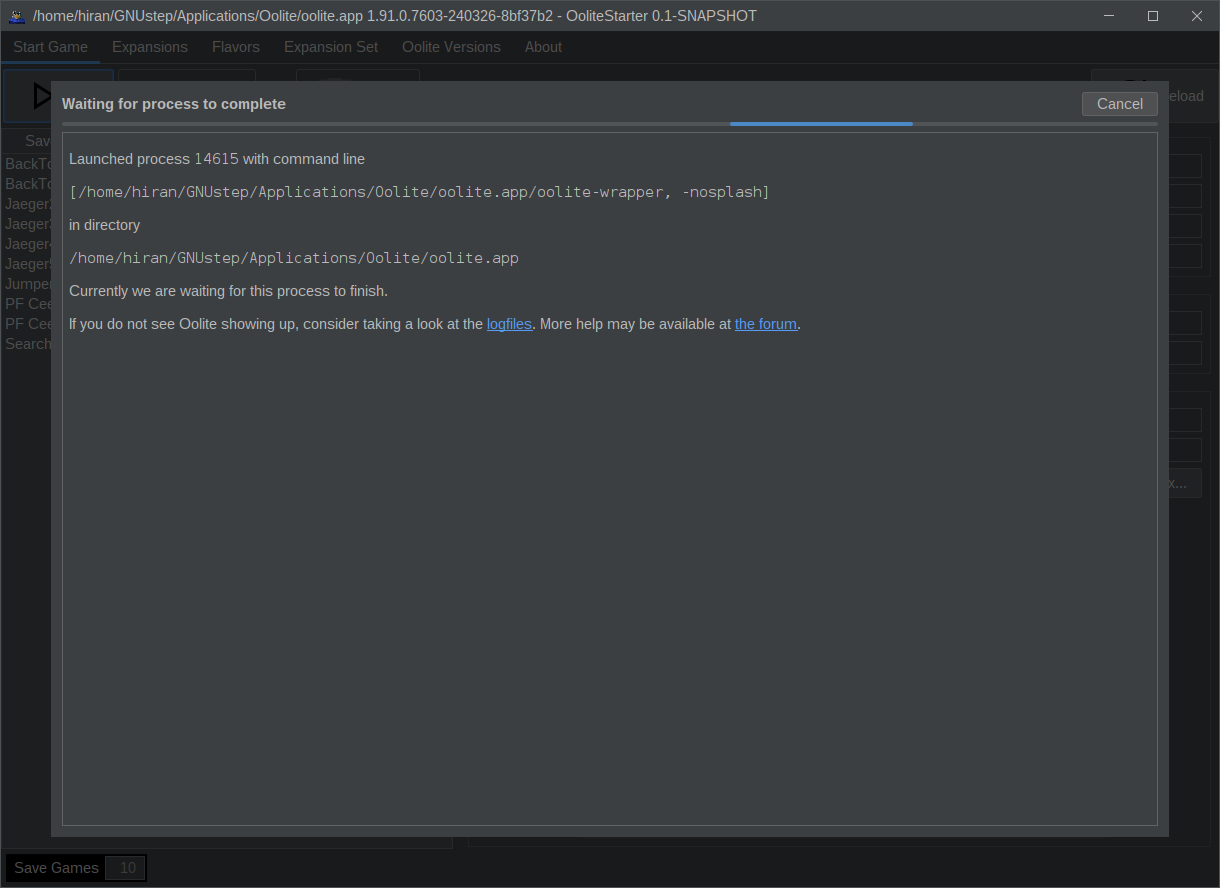 /home/hiran/GNUstep/Applications/Oolite/oolite.app 1.91.0.7603-240326-8bf37b2 - OoliteStarter 0.1-SNAPSHOT
Start Game Expansions Flavors Expansion Set Oolite Versions About
Waiting for process to complete
Cancel
eload
Launched process 14615 with command line
[/home/hiran/GNUstep/Applications/Oolite/oolite.app/oolite-wrapper, -nosplash]
in directory
/home/hiran/GNUstep/Applications/Oolite/oolite.app
Currently we are waiting for this process to finish.
If you do not see Oolite showing up, consider taking a look at the logfiles. More help may be available at the forum.
Sav
BackTo
BackTo
Jaeger
Jaeger
Jaeger
Jaeger
Jumper
PF Cee
PF Cee
Search
x...
Save Games 10